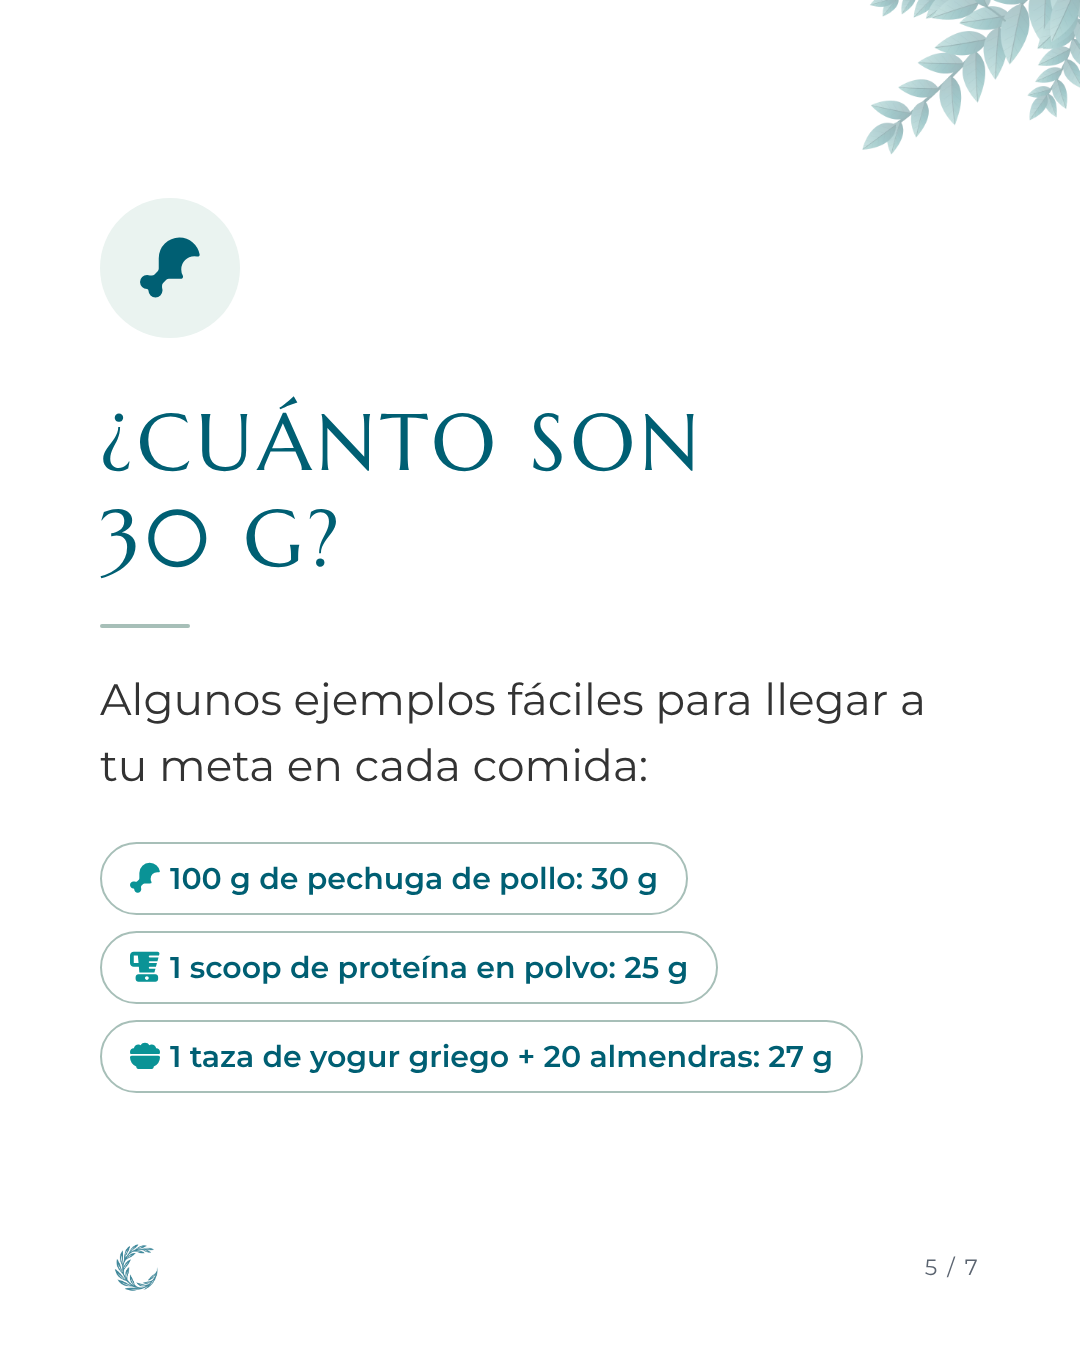 ¿CUÁNTO SON
30 G?
Algunos ejemplos fáciles para llegar a
tu meta en cada comida:
100 g de pechuga de pollo: 30 g
1 scoop de proteína en polvo: 25 g
1 taza de yogur griego + 20 almendras: 27 g
5 / 7